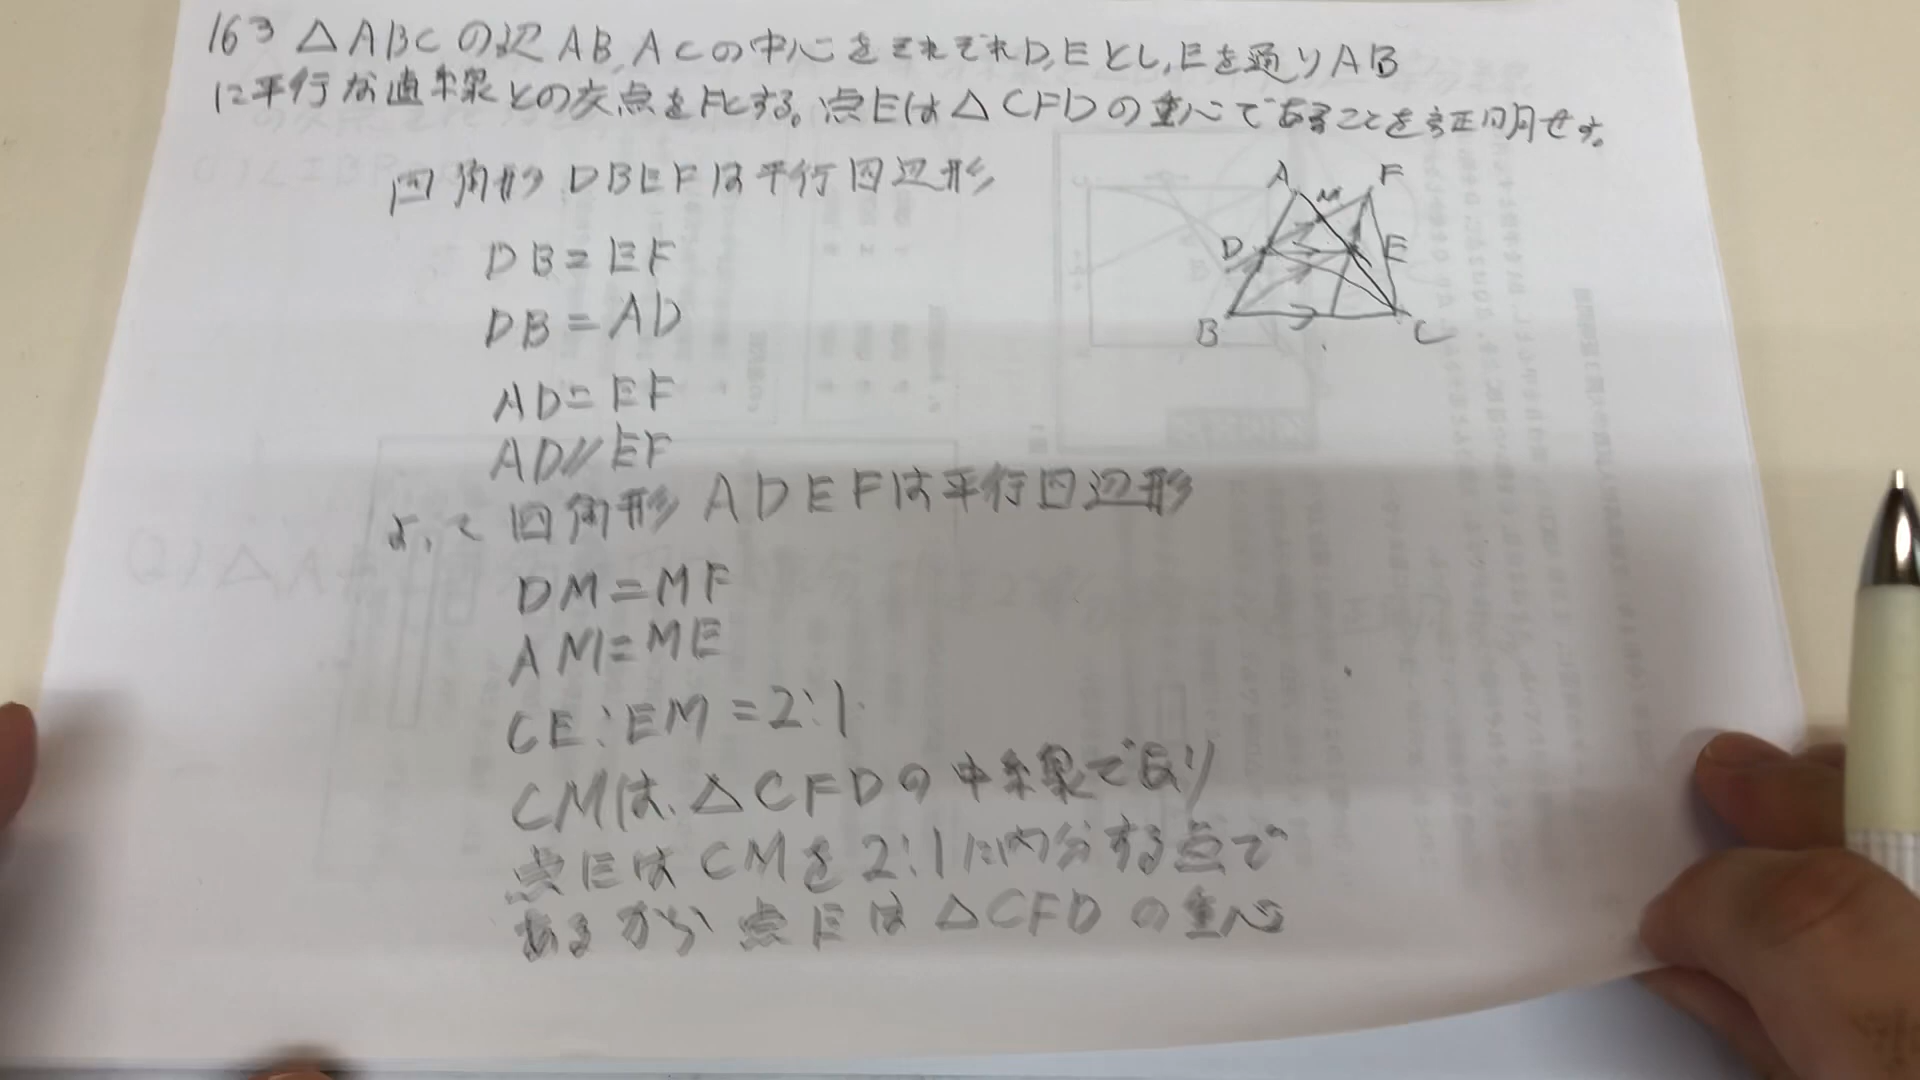 163 △ABCの辺AB,ACの中心をそれぞれD,Eとし,Eを通りAB
に平行な直線との交点をFとする。点Eは△CFDの重心であることを証明せよ。
四角形DBEFは平行四辺形
A
F
M
D
E
B
C
DB=EF
DB=AD
AD=EF
AD//EF
よって 四角形ADEFは平行四辺形
DM=MF
AM=ME
CE:EM=2:1
CMは、△CFDの中線であり
点EはCMを2:1に内分する点で
あるから 点Eは△CFDの重心